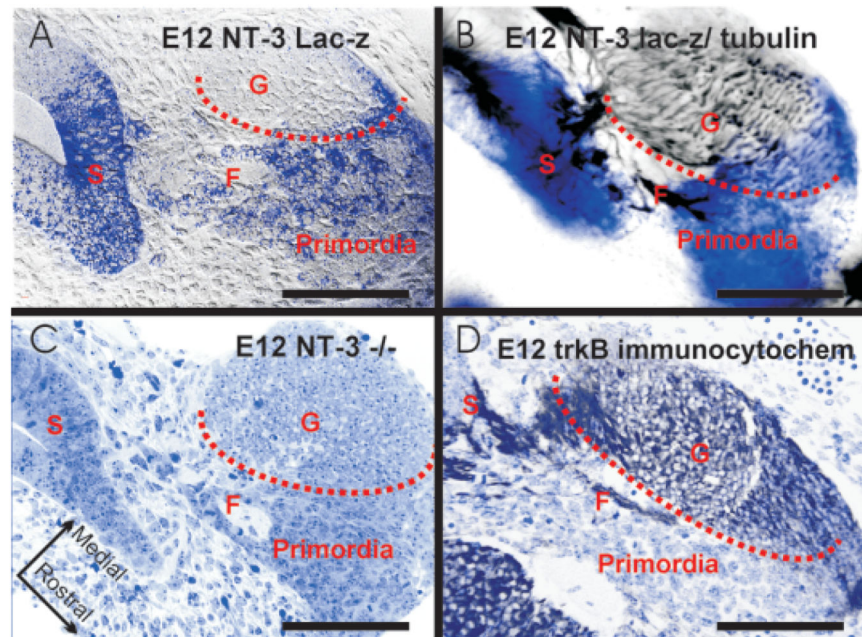 A
E12 NT-3 Lac-z
G
S
F
Primordia
B
E12 NT-3 lac-z/ tubulin
G
S
F
Primordia
C
E12 NT-3 -/-
S
G
F
Primordia
Medial
Rostral
D
E12 trkB immunocytochem
S
G
F
Primordia